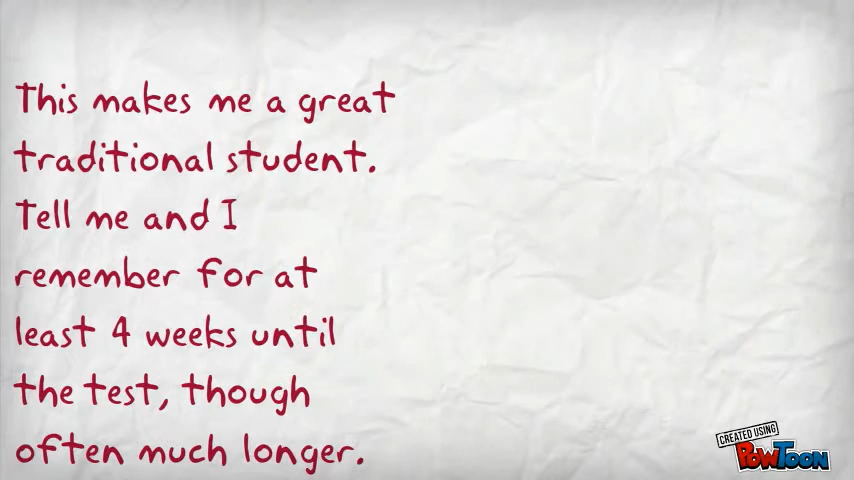 This makes me a great
traditional student.
Tell me and I
remember for at
least 4 weeks until
the test, though
often much longer.
CREATED USING
POWTOON